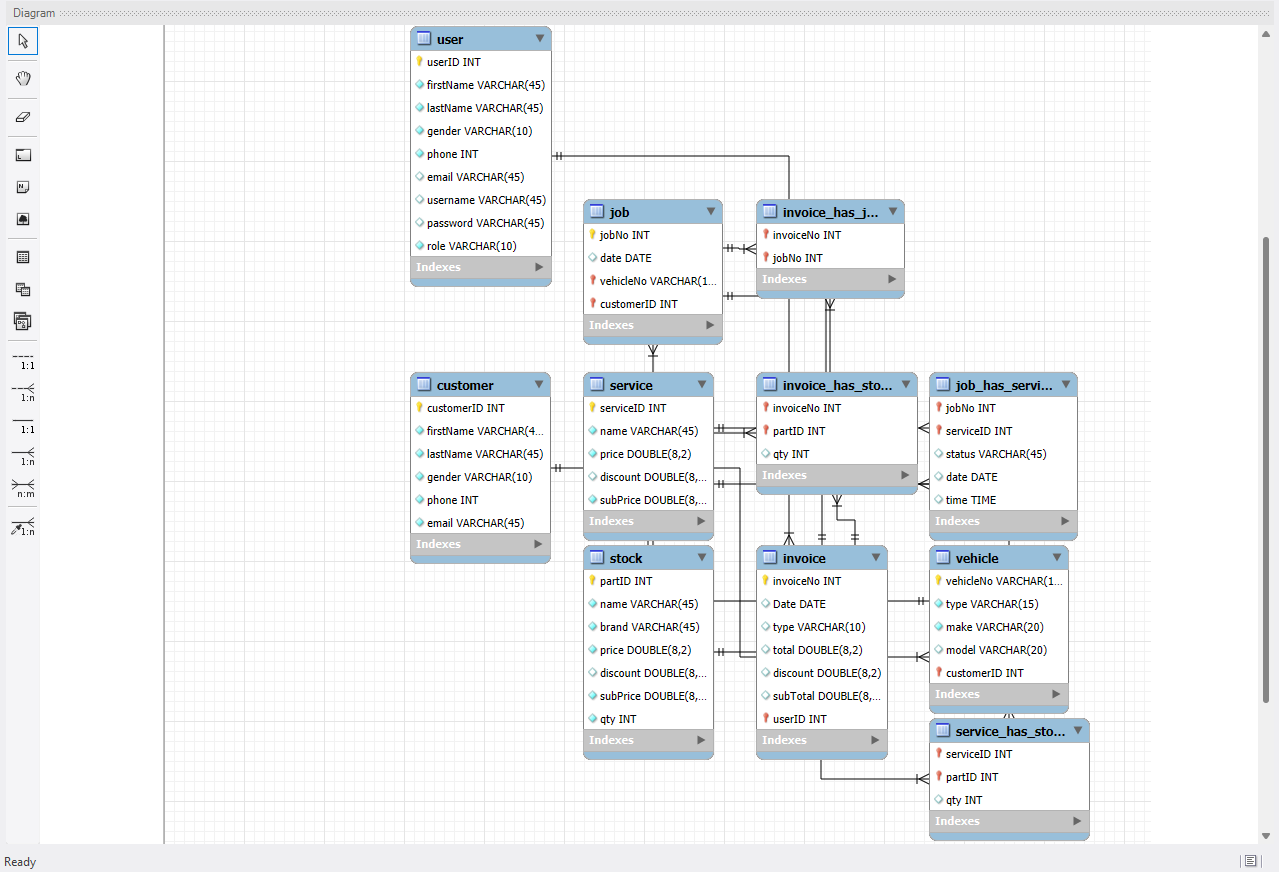 Diagram
user
userID INT
firstName VARCHAR(45)
lastName VARCHAR(45)
gender VARCHAR(10)
phone INT
email VARCHAR(45)
username VARCHAR(45)
password VARCHAR(45)
role VARCHAR(10)
Indexes
job
jobNo INT
date DATE
vehicleNo VARCHAR(1...
customerID INT
Indexes
invoice_has_j...
invoiceNo INT
jobNo INT
Indexes
customer
customerID INT
firstName VARCHAR(4...
lastName VARCHAR(45)
gender VARCHAR(10)
phone INT
email VARCHAR(45)
Indexes
service
serviceID INT
name VARCHAR(45)
price DOUBLE(8,2)
discount DOUBLE(8,...
subPrice DOUBLE(8,...
Indexes
invoice_has_sto...
invoiceNo INT
partID INT
qty INT
Indexes
job_has_servi...
jobNo INT
serviceID INT
status VARCHAR(45)
date DATE
time TIME
Indexes
stock
partID INT
name VARCHAR(45)
brand VARCHAR(45)
price DOUBLE(8,2)
discount DOUBLE(8,...
subPrice DOUBLE(8,...
qty INT
Indexes
invoice
invoiceNo INT
Date DATE
type VARCHAR(10)
total DOUBLE(8,2)
discount DOUBLE(8,2)
subTotal DOUBLE(8,...
userID INT
Indexes
vehicle
vehicleNo VARCHAR(1...
type VARCHAR(15)
make VARCHAR(20)
model VARCHAR(20)
customerID INT
Indexes
service_has_sto...
serviceID INT
partID INT
qty INT
Indexes
1:1
1:n
1:1
1:n
n:m
1:n
Ready